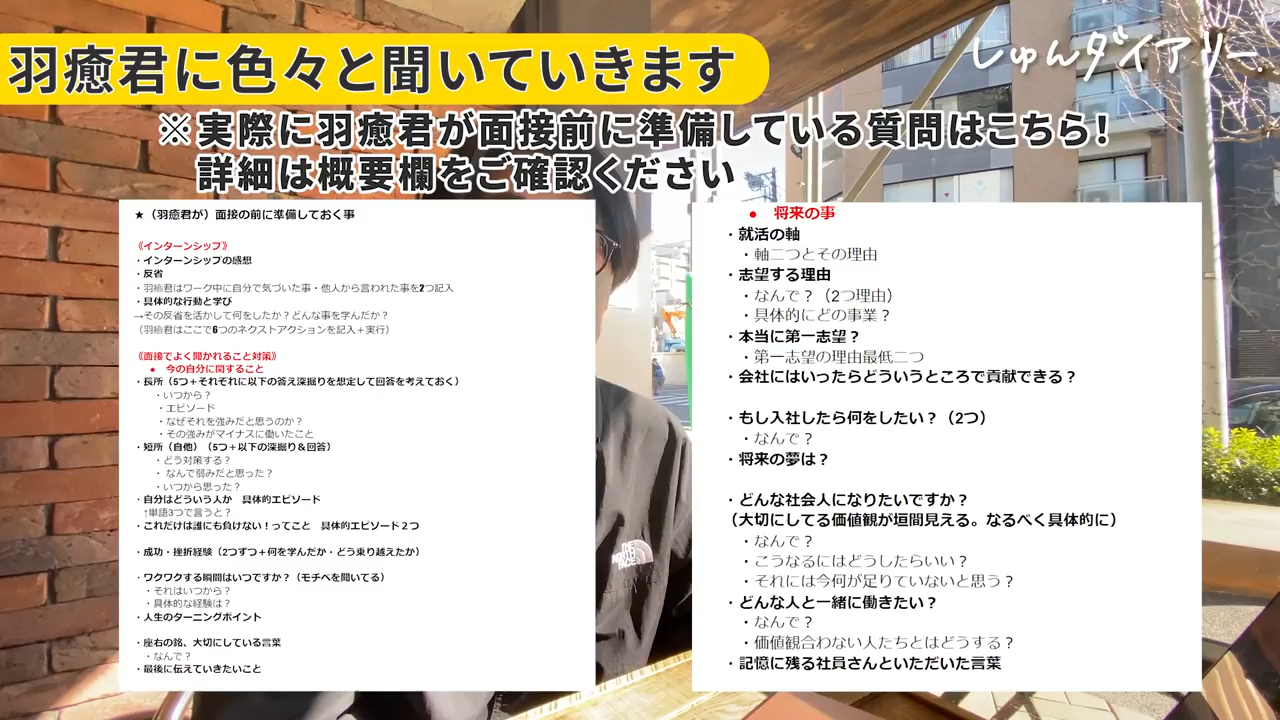 羽癒君に色々と聞いていきます
しゅんダイアリー
※実際に羽癒君が面接前に準備している質問はこちら!
詳細は概要欄をご確認ください
★（羽癒君が）面接の前に準備しておく事
《インターンシップ》
・インターンシップの感想
・反省
・羽癒君はワーク中に自分で気づいた事・他人から言われた事を2つ記入
・具体的な行動と学び
→その反省を活かして何をしたか？どんな事を学んだか？
（羽癒君はここで6つのネクストアクションを記入＋実行）
《面接でよく聞かれること対策》
● 今の自分に関すること
・長所（5つ＋それぞれに以下の答え深掘りを想定して回答を考えておく）
・いつから？
・エピソード
・なぜそれを強みだと思うのか？
・その強みがマイナスに働いたこと
・短所（自他）（5つ＋以下の深掘り＆回答）
・どう対策する？
・なんで弱みだと思った？
・いつから思った？
・自分はどういう人か　具体的エピソード
↑単語3つで言うと？
・これだけは誰にも負けない！ってこと　具体的エピソード２つ
・成功・挫折経験（2つずつ＋何を学んだか・どう乗り越えたか）
・ワクワクする瞬間はいつですか？（モチベを聞いてる）
・それはいつから？
・具体的な経験は？
・人生のターニングポイント
・座右の銘、大切にしている言葉
・なんで？
・最後に伝えていきたいこと
● 将来の事
・就活の軸
・軸二つとその理由
・志望する理由
・なんで？（2つ理由）
・具体的にどの事業？
・本当に第一志望？
・第一志望の理由最低二つ
・会社にはいったらどういうところで貢献できる？
・もし入社したら何をしたい？（2つ）
・なんで？
・将来の夢は？
・どんな社会人になりたいですか？
（大切にしてる価値観が垣間見える。なるべく具体的に）
・なんで？
・こうなるにはどうしたらいい？
・それには今何が足りていないと思う？
・どんな人と一緒に働きたい？
・なんで？
・価値観合わない人たちとはどうする？
・記憶に残る社員さんといただいた言葉
THE
NORTH
FACE